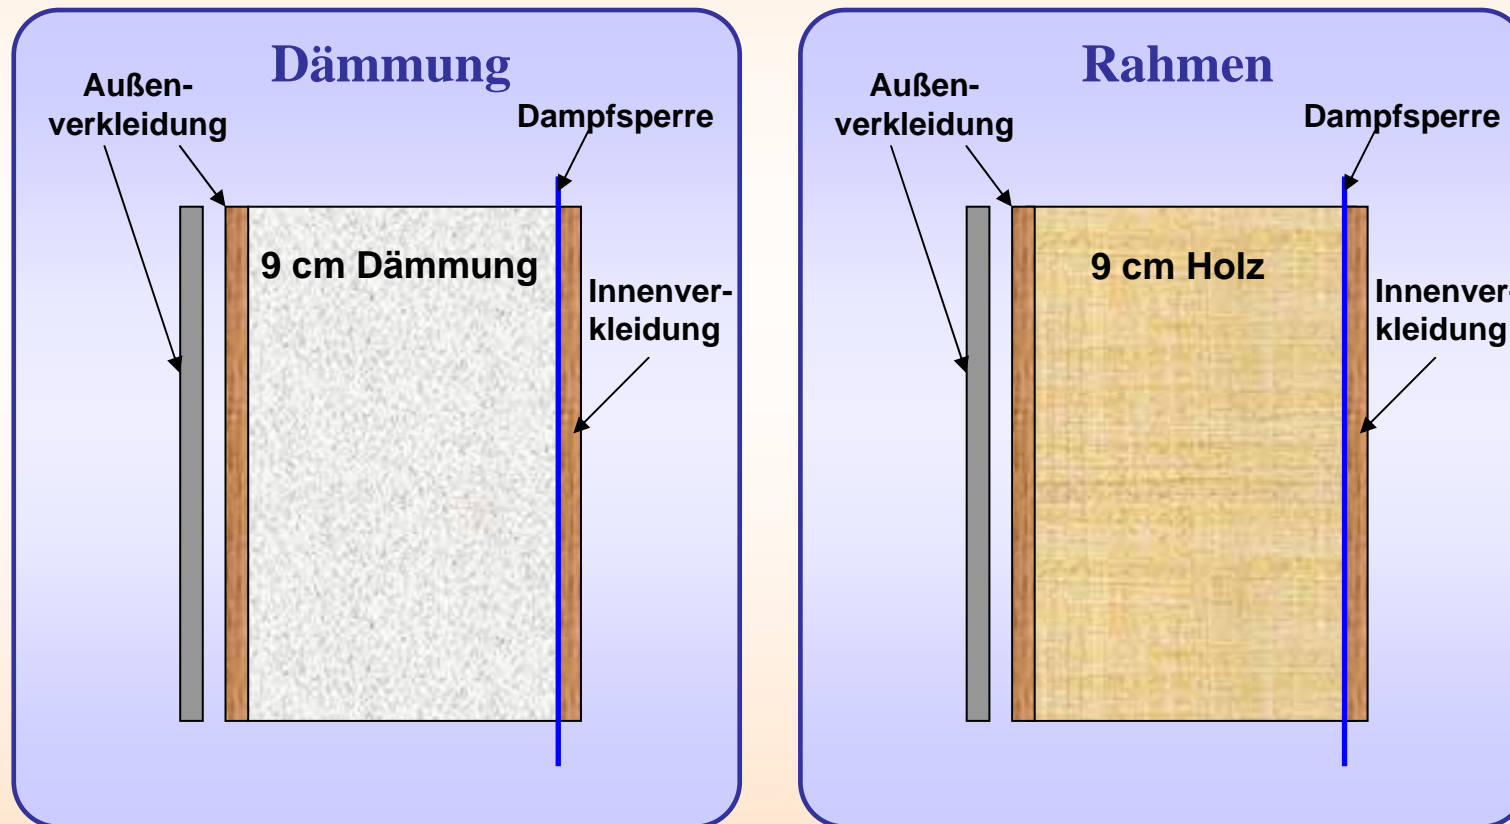 Dämmung
Außen-
verkleidung
Dampfsperre
9 cm Dämmung
Innenver-
kleidung
Rahmen
Außen-
verkleidung
Dampfsperre
9 cm Holz
Innenver-
kleidung